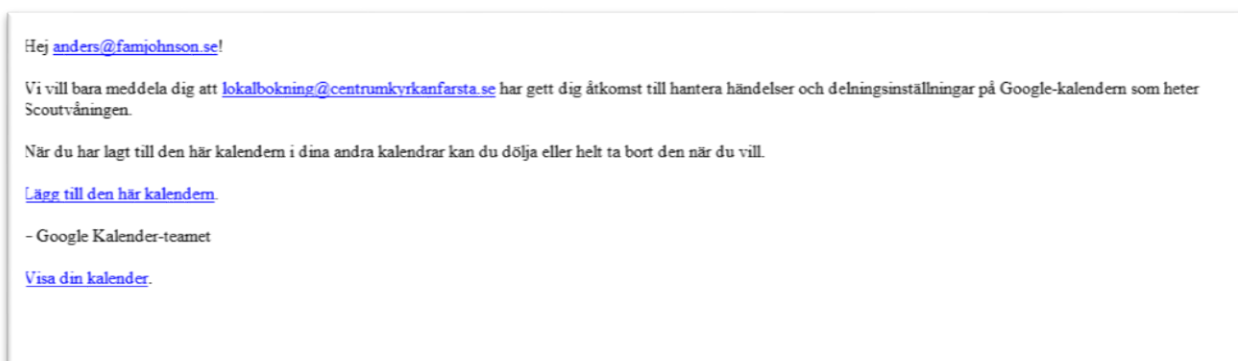 Hej anders@famjohnson.se!
Vi vill bara meddela dig att lokalbokning@centrumkyrkanfarsta.se har gett dig åtkomst till hantera händelser och delningsinställningar på Google-kalendern som heter
Scoutvåningen.
När du har lagt till den här kalendern i dina andra kalendrar kan du dölja eller helt ta bort den när du vill.
Lägg till den här kalendern.
– Google Kalender-teamet
Visa din kalender.